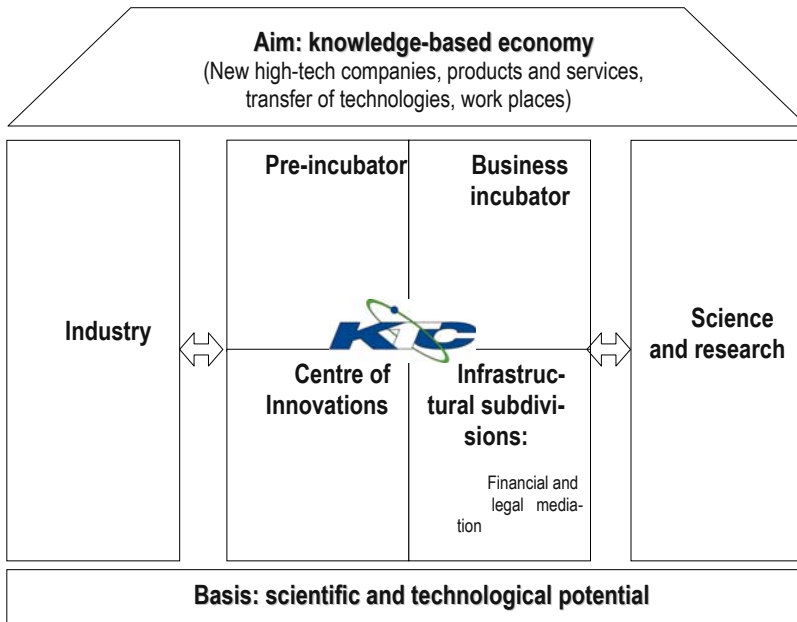 Aim: knowledge-based economy
(New high-tech companies, products and services,
transfer of technologies, work places)
Industry
Pre-incubator
Business
incubator
KTC
Centre of
Innovations
Infrastruc-
tural subdivi-
sions:
Financial and
legal media-
tion
Science
and research
Basis: scientific and technological potential